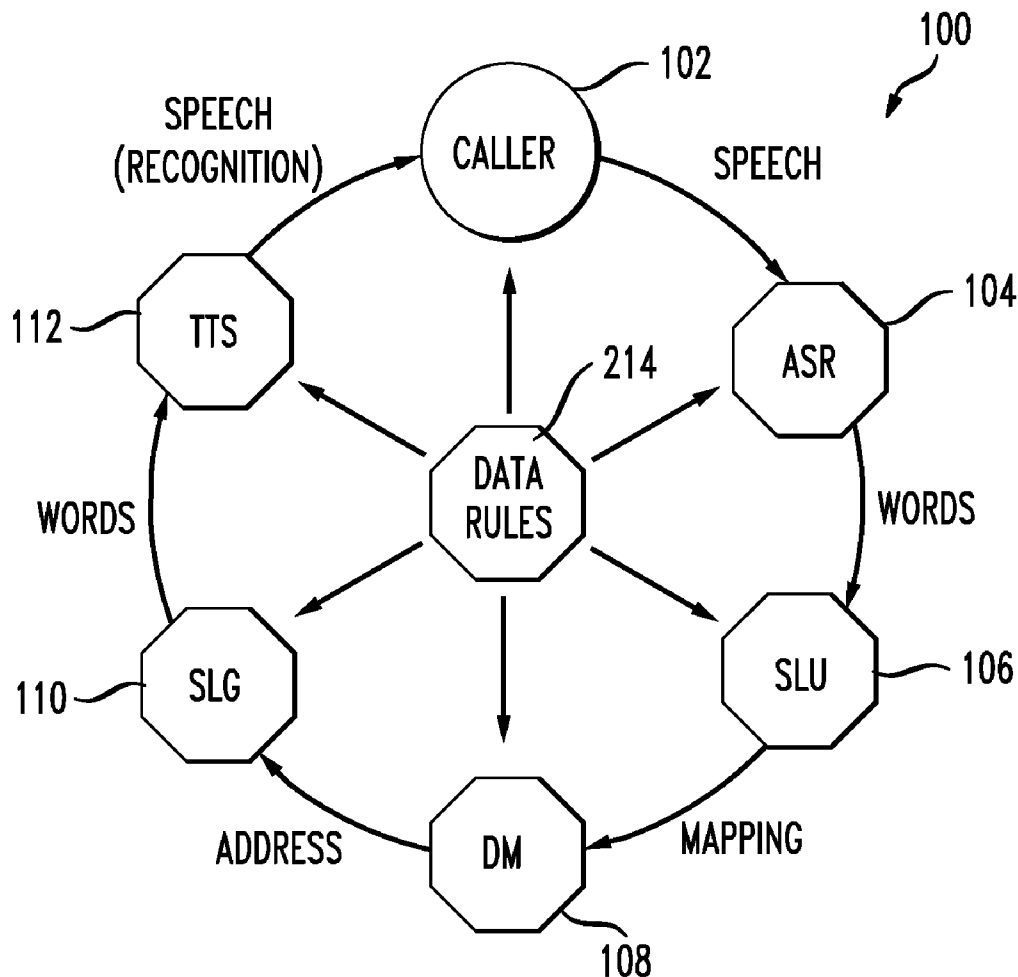 100
102
SPEECH
(RECOGNITION)
CALLER
SPEECH
104
112
TTS
ASR
214
DATA
RULES
WORDS
WORDS
110
SLG
SLU
106
ADDRESS
DM
MAPPING
108